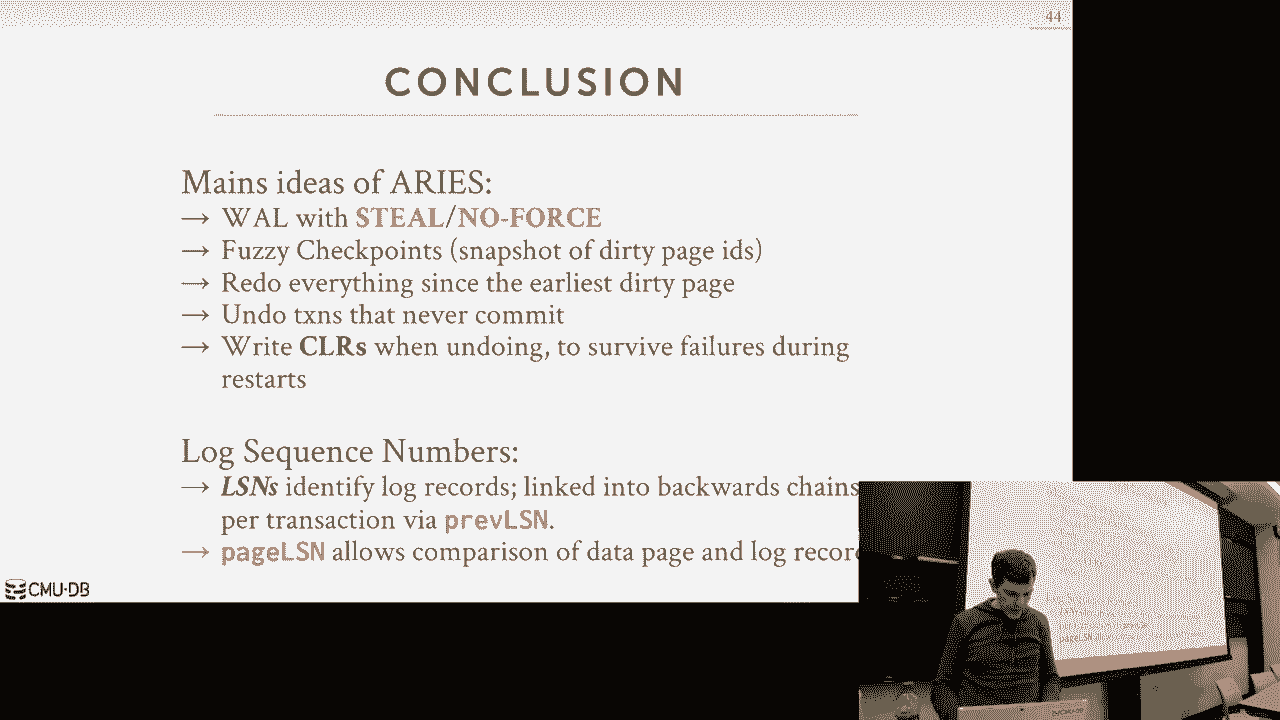 44
CONCLUSION
Mains ideas of ARIES:
→ WAL with STEAL/NO-FORCE
→ Fuzzy Checkpoints (snapshot of dirty page ids)
→ Redo everything since the earliest dirty page
→ Undo txns that never commit
→ Write CLRs when undoing, to survive failures during
restarts
Log Sequence Numbers:
→ LSNs identify log records; linked into backwards chains
per transaction via prevLSN.
→ pageLSN allows comparison of data page and log
CMU·DB